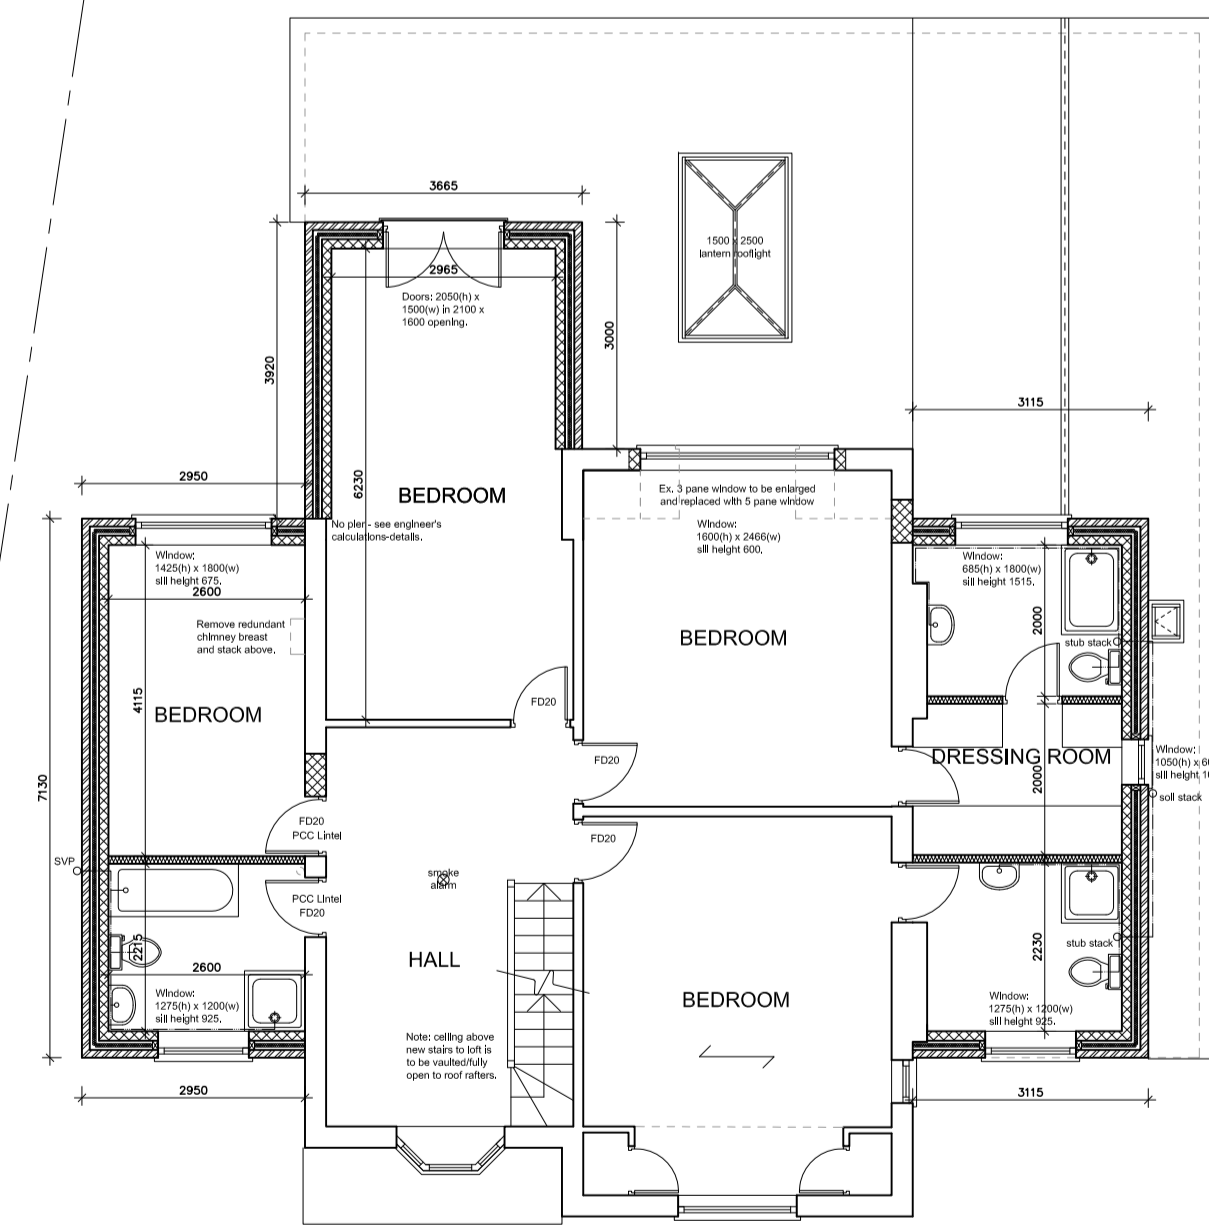 3665
1500 x 2500
lantern rooflight
2965
Doors: 2050(h) x
1500(w) in 2100 x
1600 opening.
3920
3000
3115
2950
6230
BEDROOM
Ex. 3 pane window to be enlarged
and replaced with 5 pane window
No pier - see engineer's
calculations-details.
Window:
1600(h) x 2466(w)
sill height 600.
Window:
1425(h) x 1800(w)
sill height 675.
2600
Window:
685(h) x 1800(w)
sill height 1515.
Remove redundant
chimney breast
and stack above.
2000
stub stack
BEDROOM
4115
BEDROOM
FD20
FD20
DRESSING ROOM
2000
Window:
1050(h) x 60
sill height 10
soil stack
7130
FD20
PCC Lintel
FD20
SVP
smoke
alarm
PCC Lintel
FD20
2215
2600
HALL
2230
stub stack
BEDROOM
Window:
1275(h) x 1200(w)
sill height 925.
Window:
1275(h) x 1200(w)
sill height 925.
Note: ceiling above
new stairs to loft is
to be vaulted/fully
open to roof rafters.
2950
3115